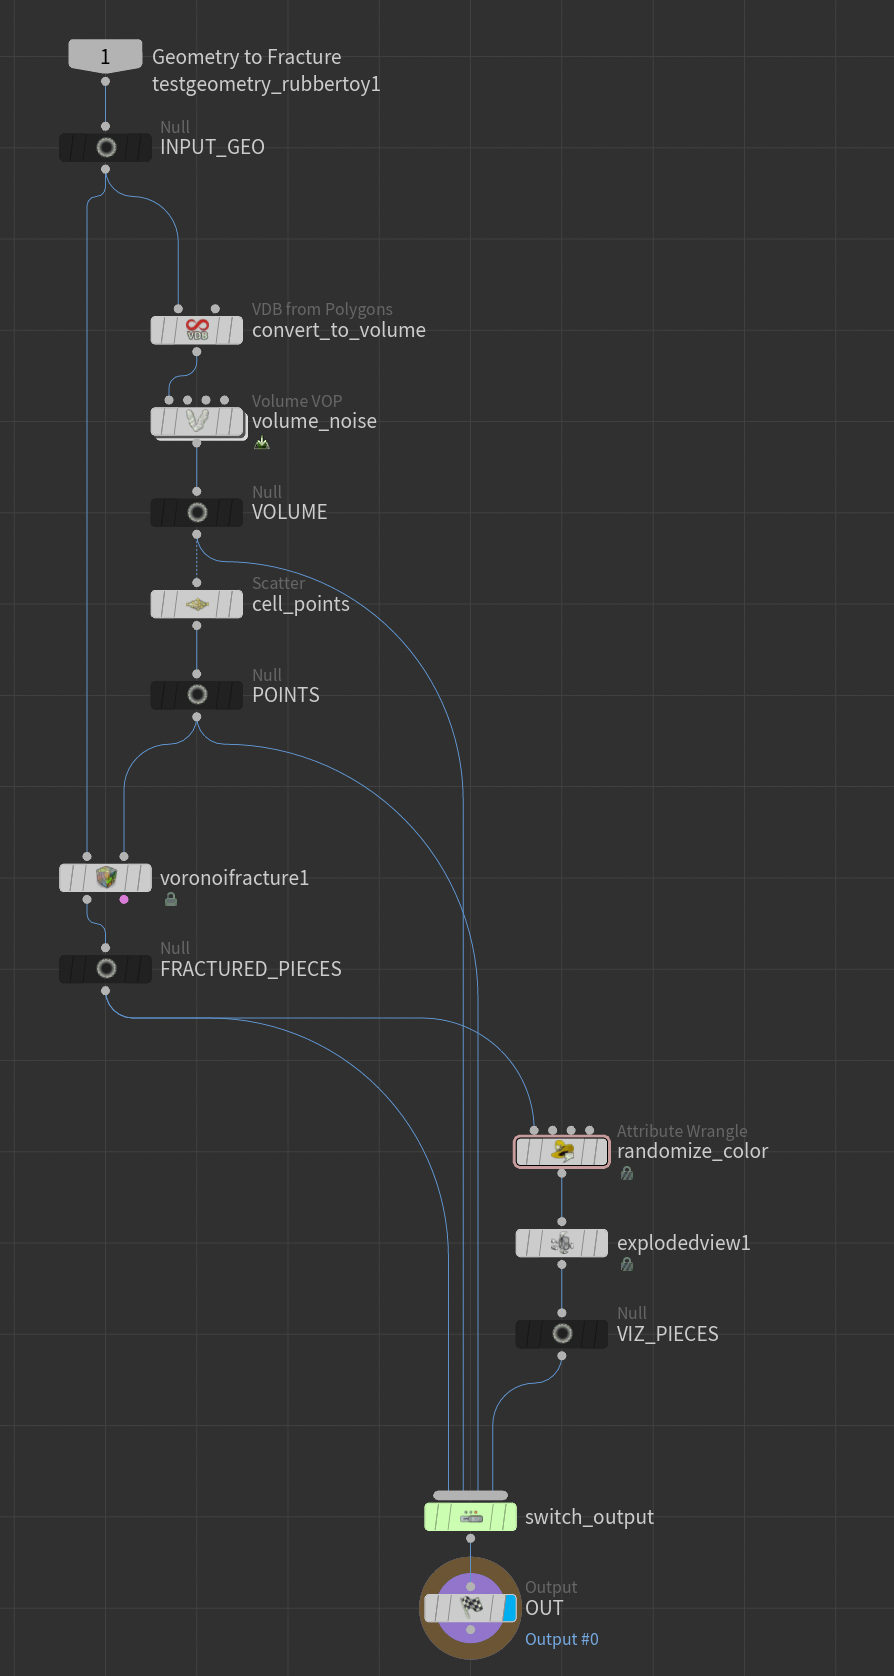 1
Geometry to Fracture
testgeometry_rubbertoy1
Null
INPUT_GEO
VDB from Polygons
VDB
convert_to_volume
Volume VOP
volume_noise
Null
VOLUME
Scatter
cell_points
Null
POINTS
voronoifracture1
Null
FRACTURED_PIECES
Attribute Wrangle
randomize_color
explodedview1
Null
VIZ_PIECES
switch_output
Output
OUT
Output #0